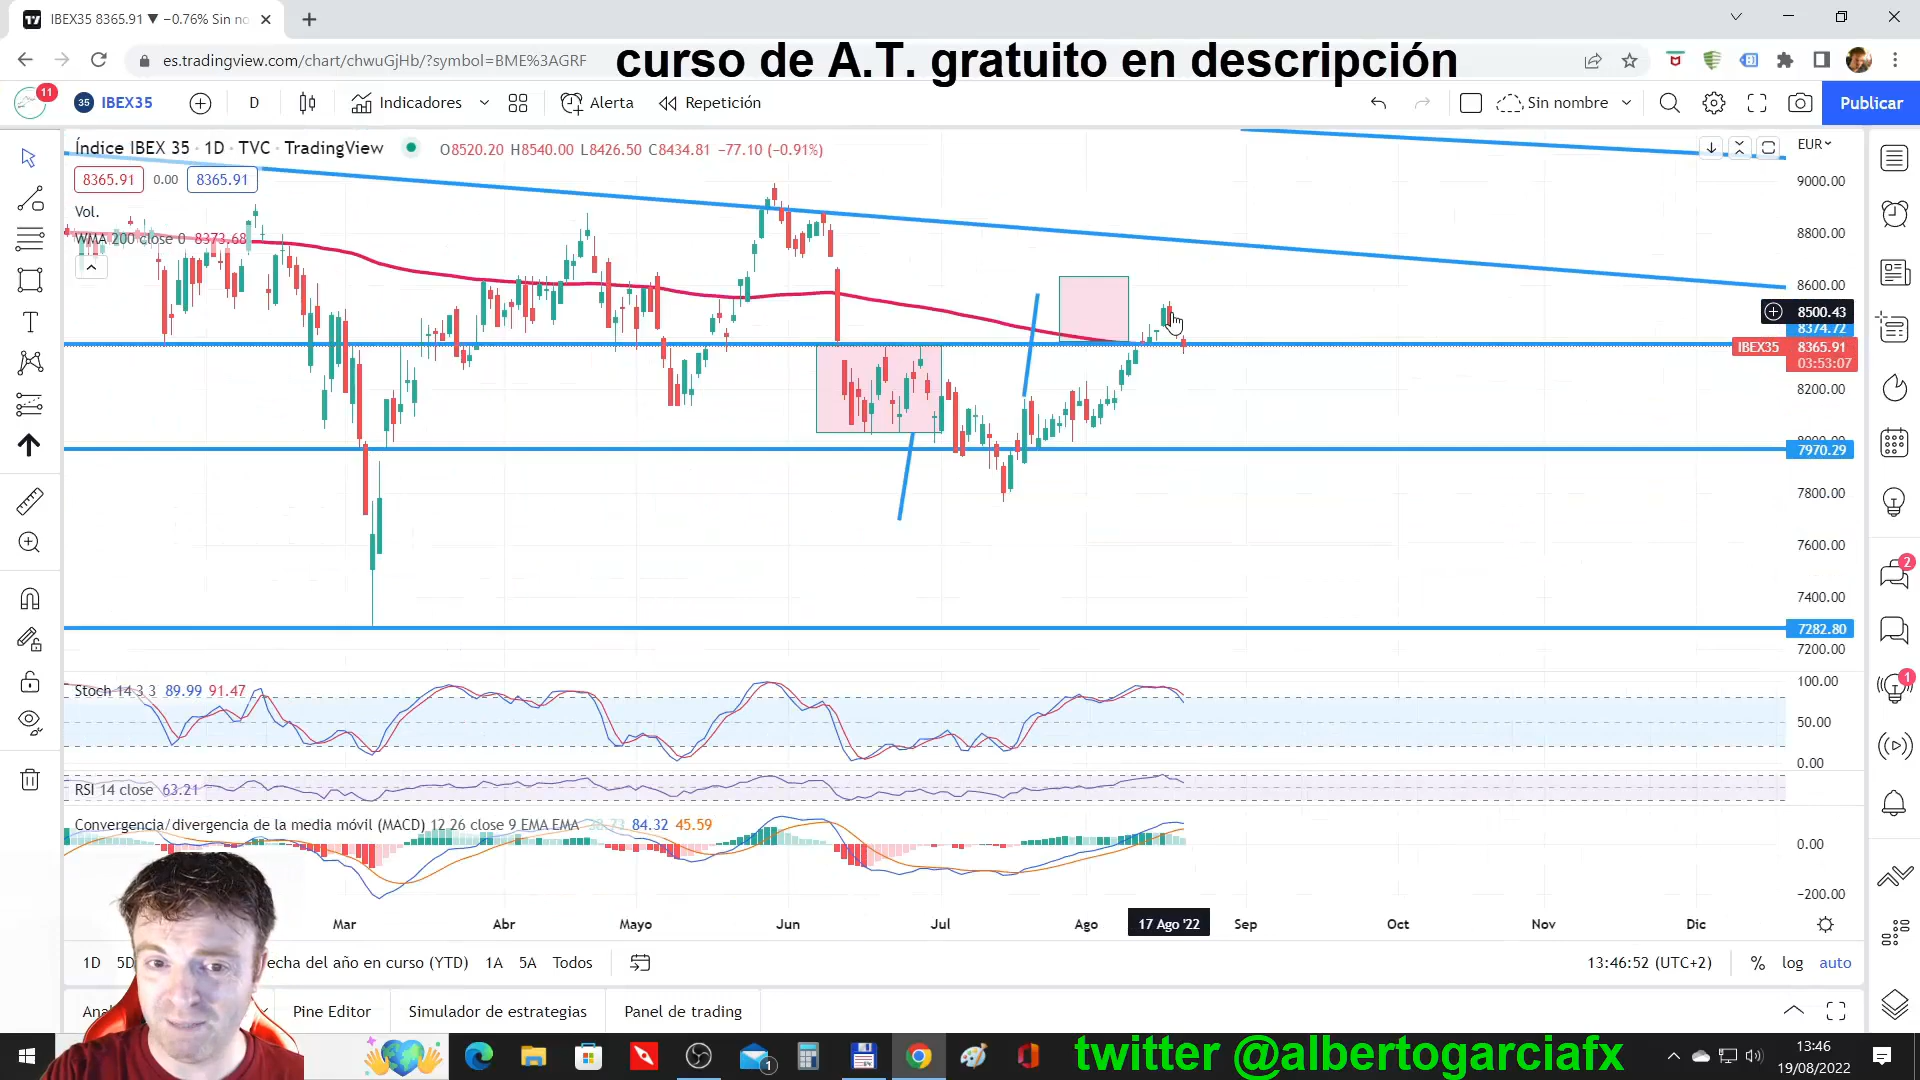 IBEX35 8365.91 ▼ −0.76% Sin no
es.tradingview.com/chart/chwuGjHb/?symbol=BME%3AGRF
curso de A.T. gratuito en descripción
11
35 IBEX35
D
Indicadores
Alerta
Repetición
Sin nombre
Publicar
Índice IBEX 35 · 1D · TVC · TradingView
O8520.20 H8540.00 L8426.50 C8434.81 −77.10 (−0.91%)
EUR
8365.91 0.00 8365.91
Vol.
WMA 200 close 0 8373.68
9000.00
8800.00
8600.00
8500.43
8374.72
IBEX35 8365.91
03:53:07
8200.00
8000.00
7970.29
7800.00
7600.00
7400.00
7282.80
7200.00
Stoch 14 3 3 89.99 91.47
100.00
50.00
0.00
RSI 14 close 63.21
Convergencia/divergencia de la media móvil (MACD) 12 26 close 9 EMA EMA 84.32 45.59
0.00
−200.00
Mar Abr Mayo Jun Jul Ago 17 Ago '22 Sep Oct Nov Dic
1D 5D echa del año en curso (YTD) 1A 5A Todos
13:46:52 (UTC+2) % log auto
Pine Editor Simulador de estrategias Panel de trading
2
1
1
twitter @albertogarciafx
13:46
19/08/2022